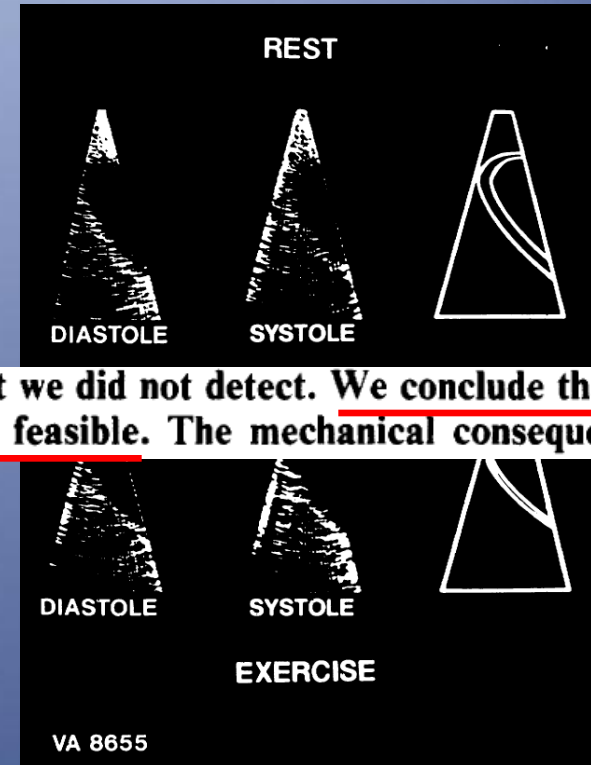 REST
DIASTOLE SYSTOLE
t we did not detect. We conclude th
feasible. The mechanical conseque
DIASTOLE SYSTOLE
EXERCISE
VA 8655